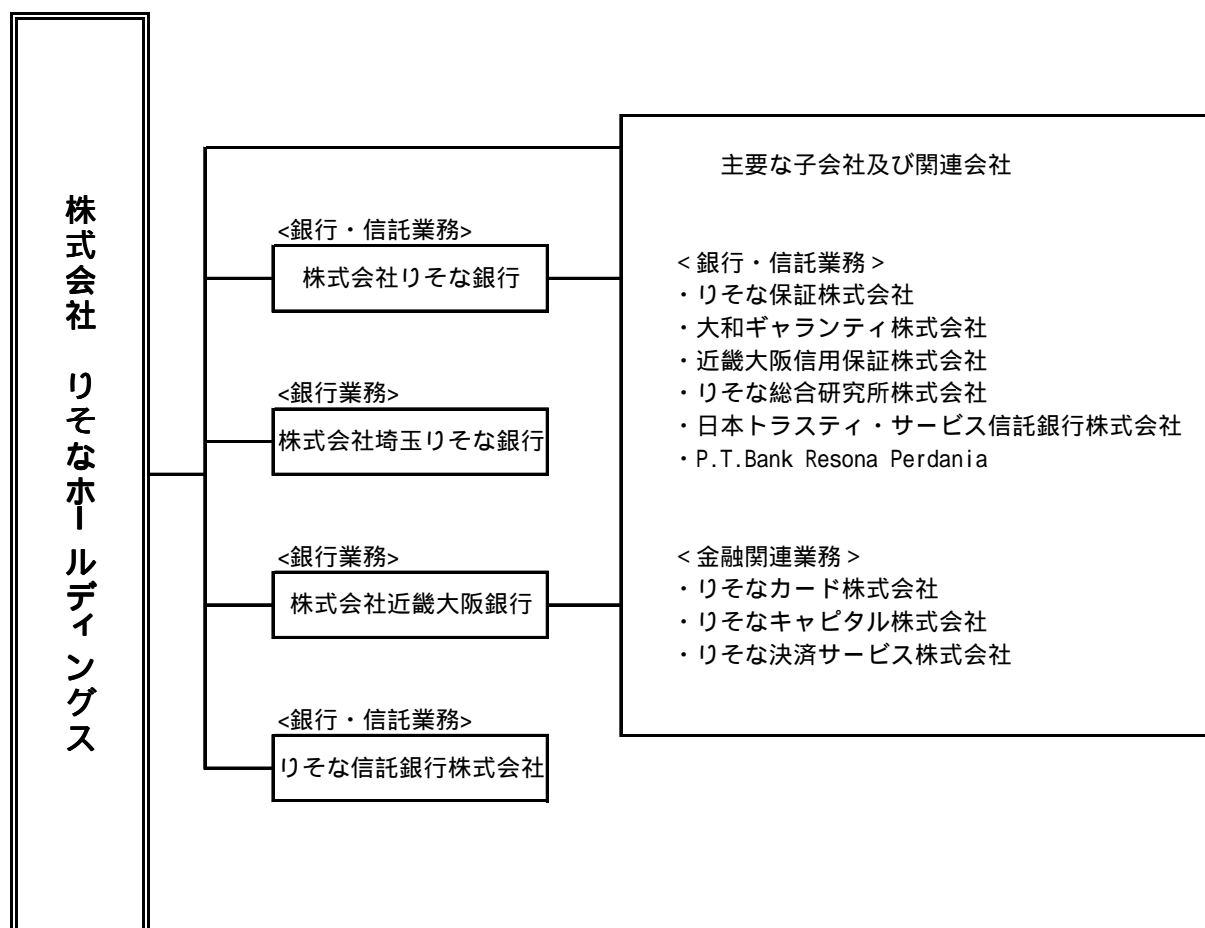 株式会社 りそなホールディングス
<銀行・信託業務>
株式会社りそな銀行
<銀行業務>
株式会社埼玉りそな銀行
<銀行業務>
株式会社近畿大阪銀行
<銀行・信託業務>
りそな信託銀行株式会社
主要な子会社及び関連会社
<銀行・信託業務>
・りそな保証株式会社
・大和ギャランティ株式会社
・近畿大阪信用保証株式会社
・りそな総合研究所株式会社
・日本トラスティ・サービス信託銀行株式会社
・P.T.Bank Resona Perdania
<金融関連業務>
・りそなカード株式会社
・りそなキャピタル株式会社
・りそな決済サービス株式会社